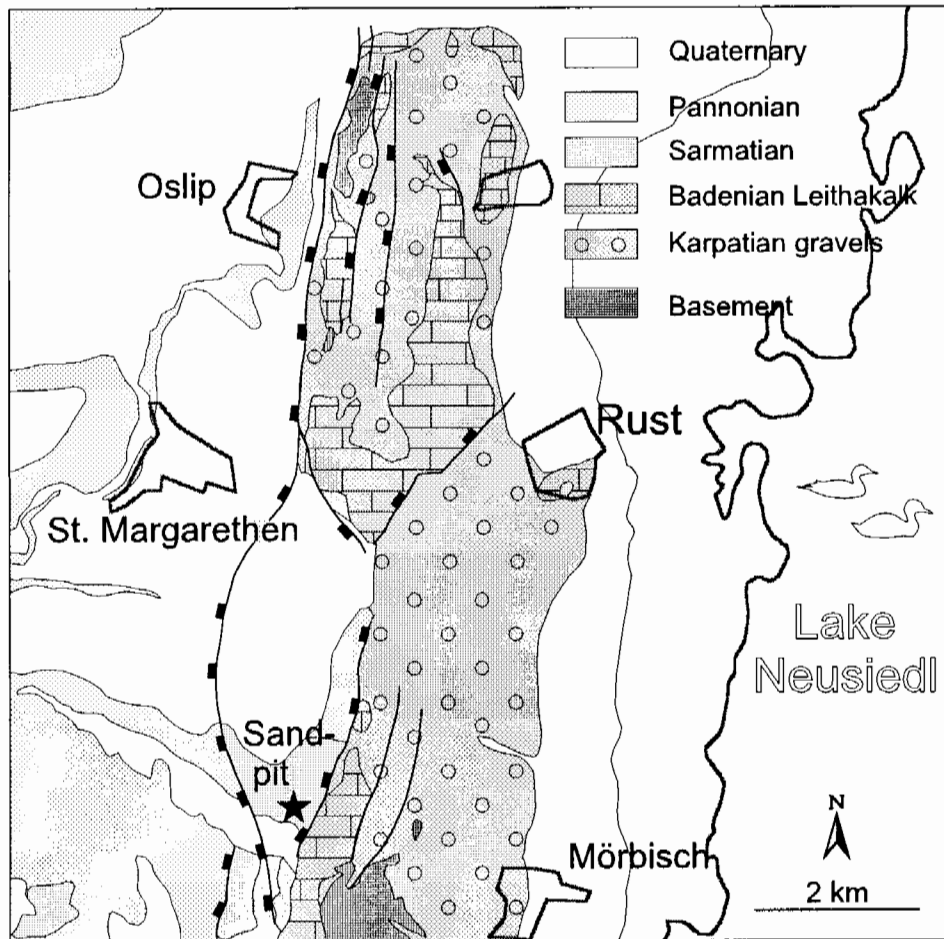 Quaternary
Pannonian
Sarmatian
Badenian Leithakalk
Karpatian gravels
Basement
Oslip
Rust
St. Margarethen
Lake
Neusiedl
Sand-
pit
Mörbisch
N
2 km